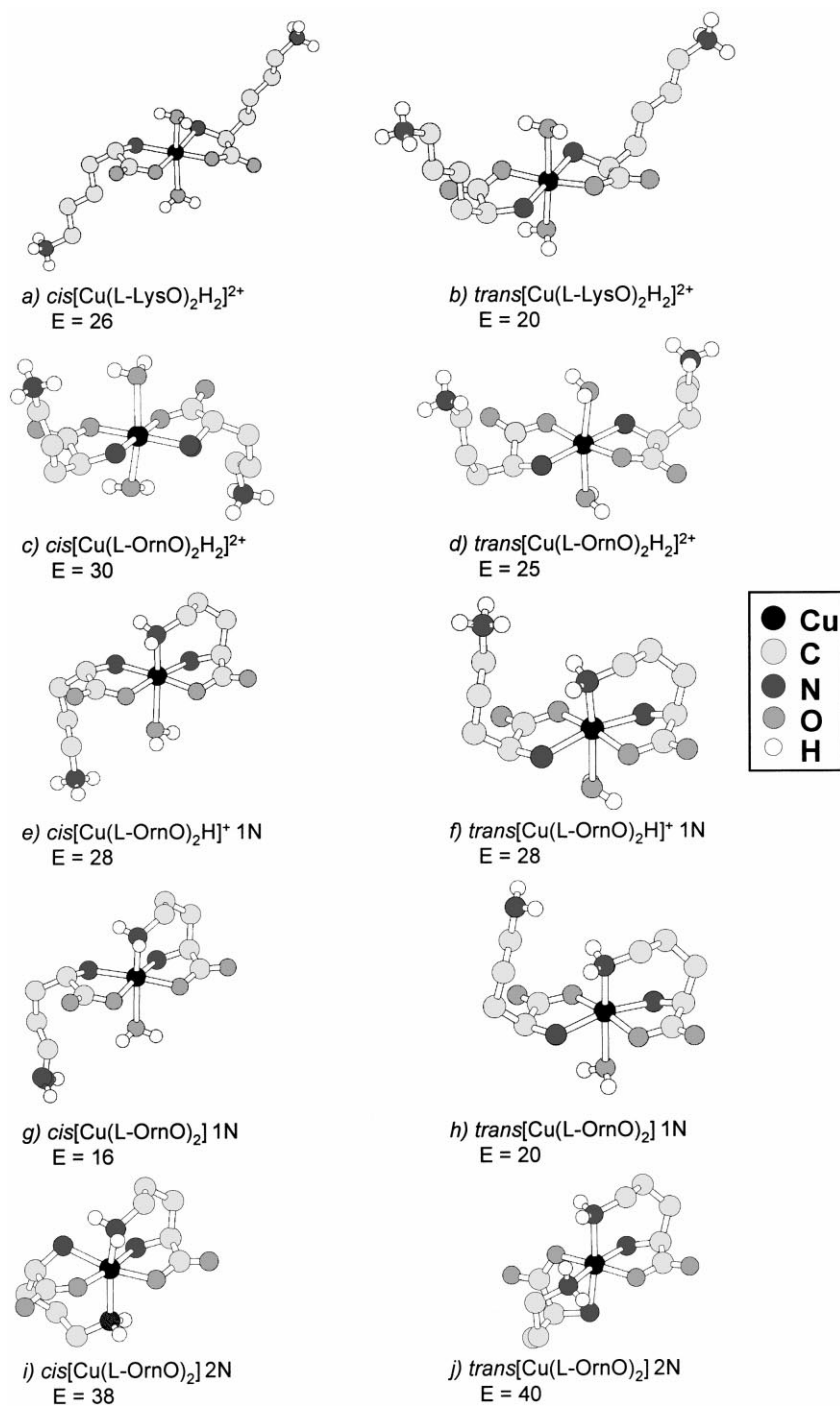 a) cis[Cu(L-LysO)₂H₂]²⁺
E = 26
b) trans[Cu(L-LysO)₂H₂]²⁺
E = 20
c) cis[Cu(L-OrnO)₂H₂]²⁺
E = 30
d) trans[Cu(L-OrnO)₂H₂]²⁺
E = 25
Cu
C
N
O
H
e) cis[Cu(L-OrnO)₂H]⁺ 1N
E = 28
f) trans[Cu(L-OrnO)₂H]⁺ 1N
E = 28
g) cis[Cu(L-OrnO)₂] 1N
E = 16
h) trans[Cu(L-OrnO)₂] 1N
E = 20
i) cis[Cu(L-OrnO)₂] 2N
E = 38
j) trans[Cu(L-OrnO)₂] 2N
E = 40